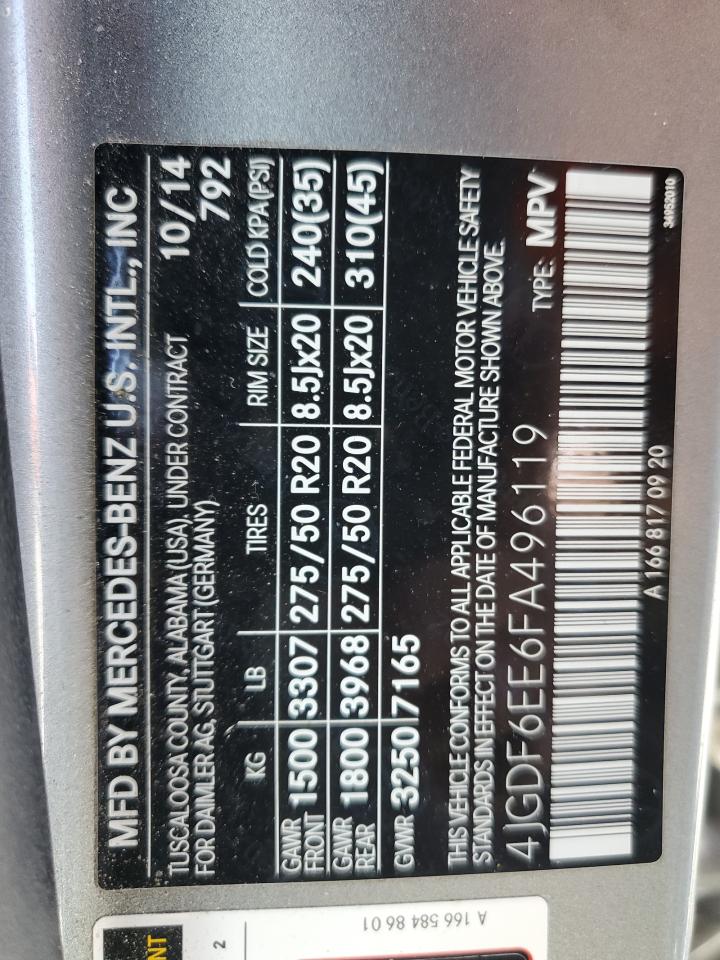 MFD BY MERCEDES-BENZ U.S. INTL., INC
TUSCALOOSA COUNTY, ALABAMA (USA), UNDER CONTRACT 10/14
FOR DAIMLER AG, STUTTGART (GERMANY) 792
KG LB TIRES RIM SIZE COLD KPA (PSI)
GAWR FRONT 1500 3307 275/50 R20 8.5Jx20 240(35)
GAWR REAR 1800 3968 275/50 R20 8.5Jx20 310(45)
GVWR 3250 7165
THIS VEHICLE CONFORMS TO ALL APPLICABLE FEDERAL MOTOR VEHICLE SAFETY
STANDARDS IN EFFECT ON THE DATE OF MANUFACTURE SHOWN ABOVE.
4JGDF6EE6FA496119 TYPE: MPV
A 166 817 09 20
34952010
NT
2
A 166 584 86 01